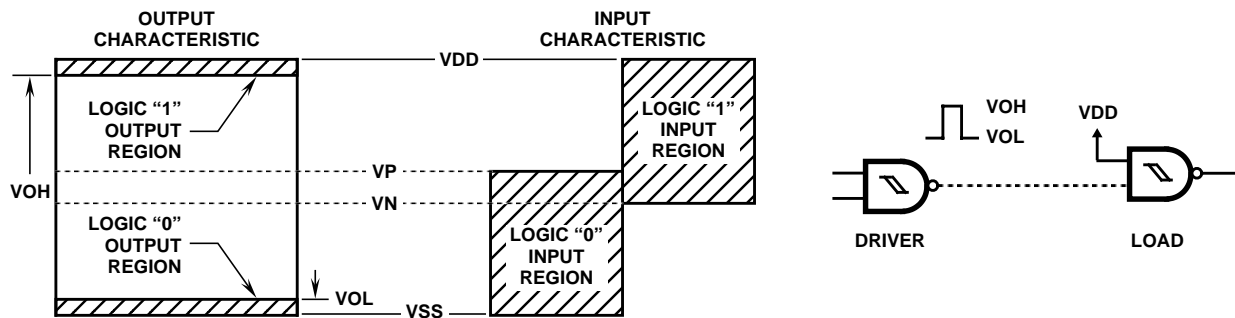 OUTPUT
CHARACTERISTIC
INPUT
CHARACTERISTIC
VDD
LOGIC “1”
OUTPUT
REGION
LOGIC “1”
INPUT
REGION
VOH
VP
VN
LOGIC “0”
OUTPUT
REGION
LOGIC “0”
INPUT
REGION
VOL
VSS
VOH
VOL
VDD
DRIVER
LOAD